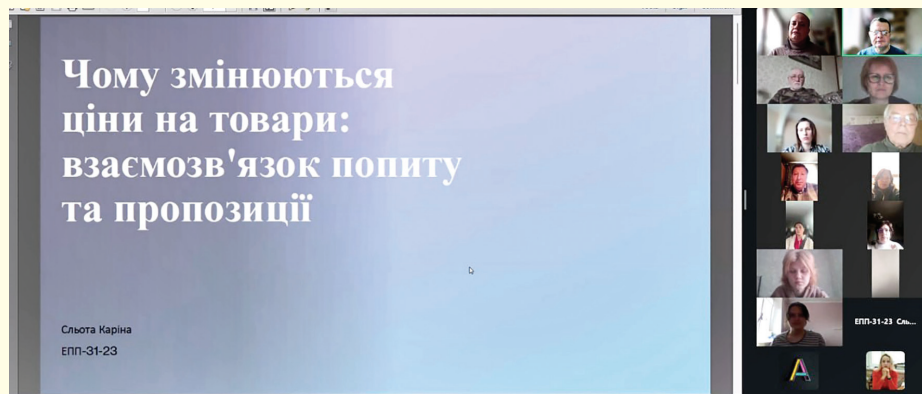 Чому змінюються
ціни на товари:
взаємозв'язок попиту
та пропозиції
Сльота Каріна
ЕПП-31-23
ЕПП-31-23 Сль...